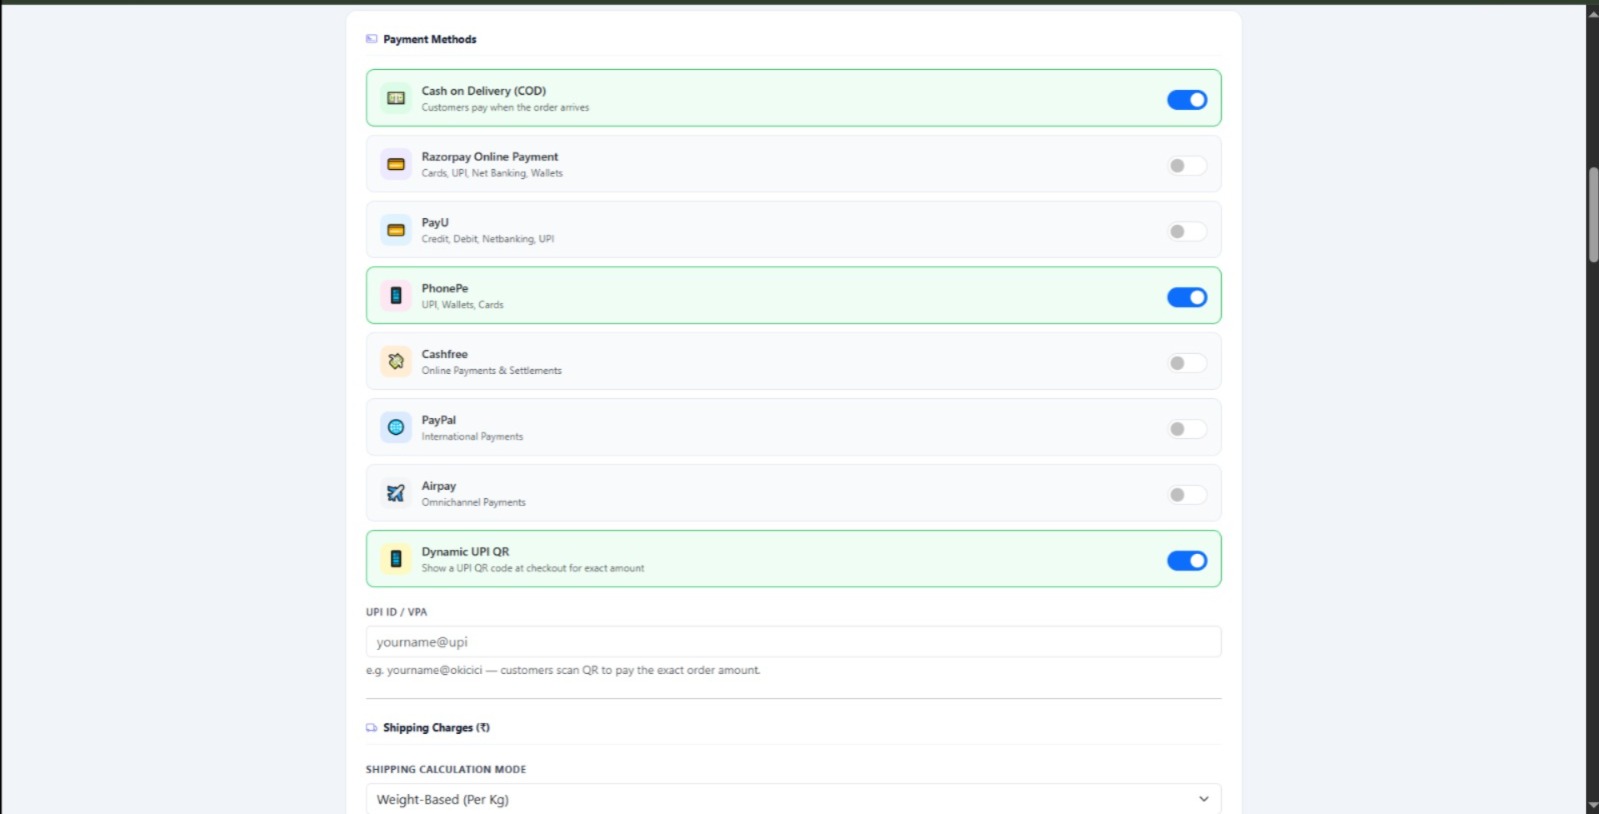 Payment Methods
Cash on Delivery (COD)
Customers pay when the order arrives
Razorpay Online Payment
Cards, UPI, Net Banking, Wallets
PayU
Credit, Debit, Netbanking, UPI
PhonePe
UPI, Wallets, Cards
Cashfree
Online Payments & Settlements
PayPal
International Payments
Airpay
Omnichannel Payments
Dynamic UPI QR
Show a UPI QR code at checkout for exact amount
UPI ID / VPA
yourname@upi
e.g. yourname@okicici — customers scan QR to pay the exact order amount.
Shipping Charges (₹)
SHIPPING CALCULATION MODE
Weight-Based (Per Kg)